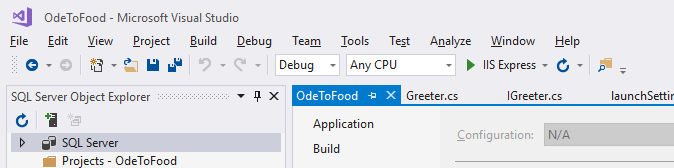 OdeToFood - Microsoft Visual Studio
File Edit View Project Build Debug Team Tools Test Analyze Window Help
Debug Any CPU IIS Express
SQL Server Object Explorer OdeToFood Greeter.cs IGreeter.cs launchSetti
Application
Configuration: N/A
SQL Server
Build
Projects - OdeToFood